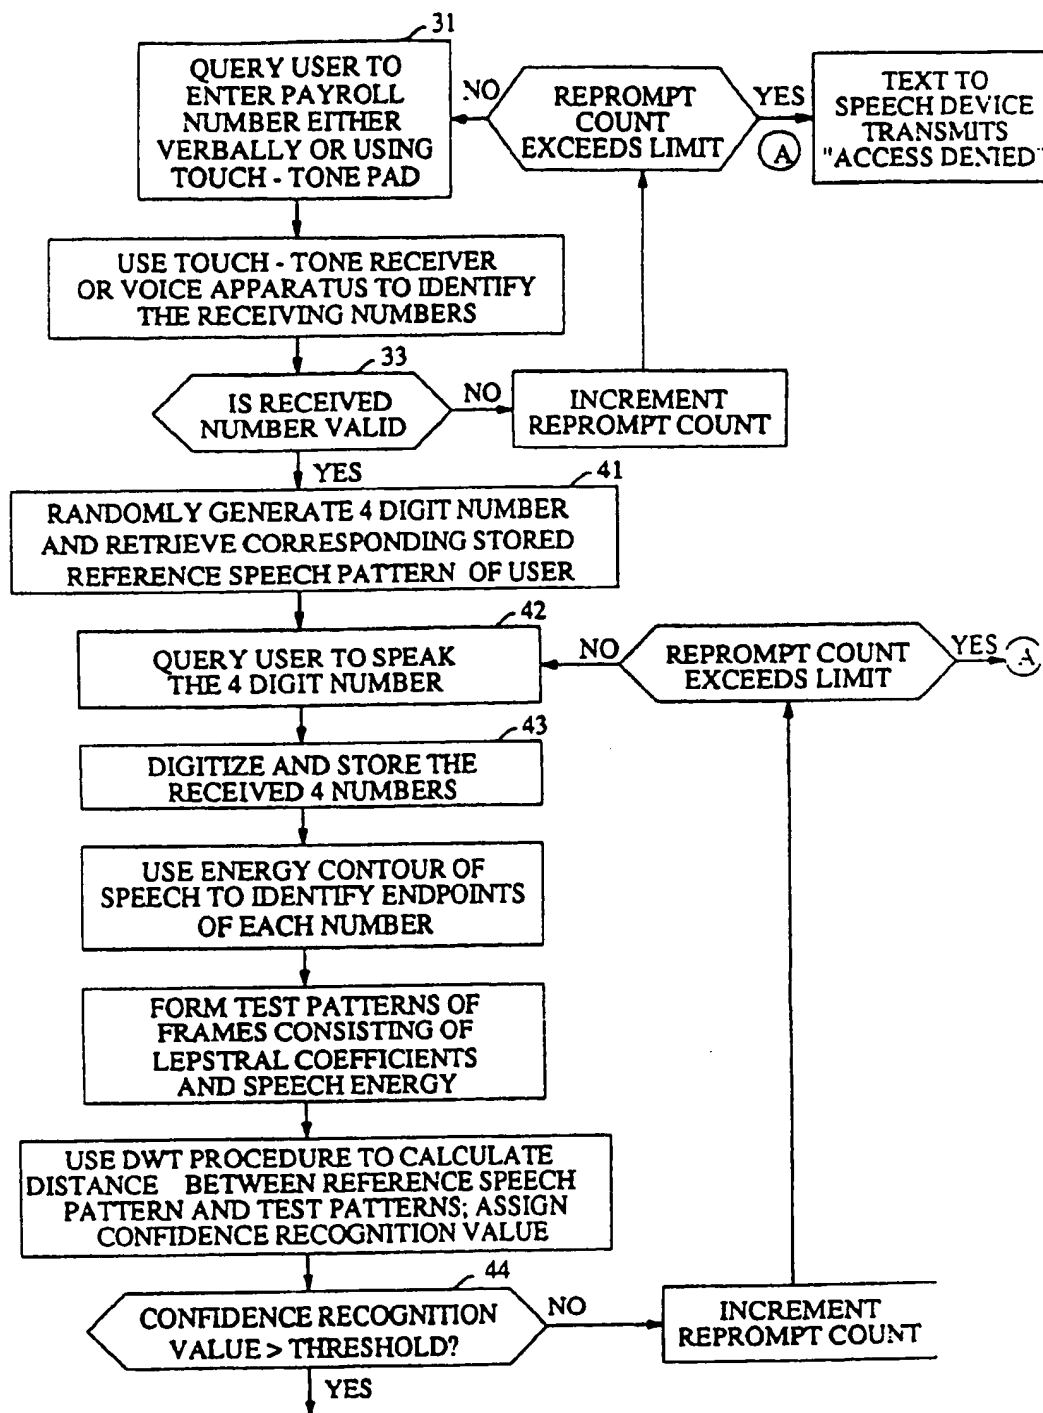 31
QUERY USER TO
ENTER PAYROLL
NUMBER EITHER
VERBALLY OR USING
TOUCH - TONE PAD
NO
REPROMPT
COUNT
EXCEEDS LIMIT
YES
A
TEXT TO
SPEECH DEVICE
TRANSMITS
"ACCESS DENIED"
USE TOUCH - TONE RECEIVER
OR VOICE APPARATUS TO IDENTIFY
THE RECEIVING NUMBERS
33
IS RECEIVED
NUMBER VALID
NO
INCREMENT
REPROMPT COUNT
YES
41
RANDOMLY GENERATE 4 DIGIT NUMBER
AND RETRIEVE CORRESPONDING STORED
REFERENCE SPEECH PATTERN OF USER
42
QUERY USER TO SPEAK
THE 4 DIGIT NUMBER
NO
REPROMPT COUNT
EXCEEDS LIMIT
YES
A
43
DIGITIZE AND STORE THE
RECEIVED 4 NUMBERS
USE ENERGY CONTOUR OF
SPEECH TO IDENTIFY ENDPOINTS
OF EACH NUMBER
FORM TEST PATTERNS OF
FRAMES CONSISTING OF
LEPSTRAL COEFFICIENTS
AND SPEECH ENERGY
USE DWT PROCEDURE TO CALCULATE
DISTANCE BETWEEN REFERENCE SPEECH
PATTERN AND TEST PATTERNS; ASSIGN
CONFIDENCE RECOGNITION VALUE
44
CONFIDENCE RECOGNITION
VALUE > THRESHOLD?
NO
INCREMENT
REPROMPT COUNT
YES